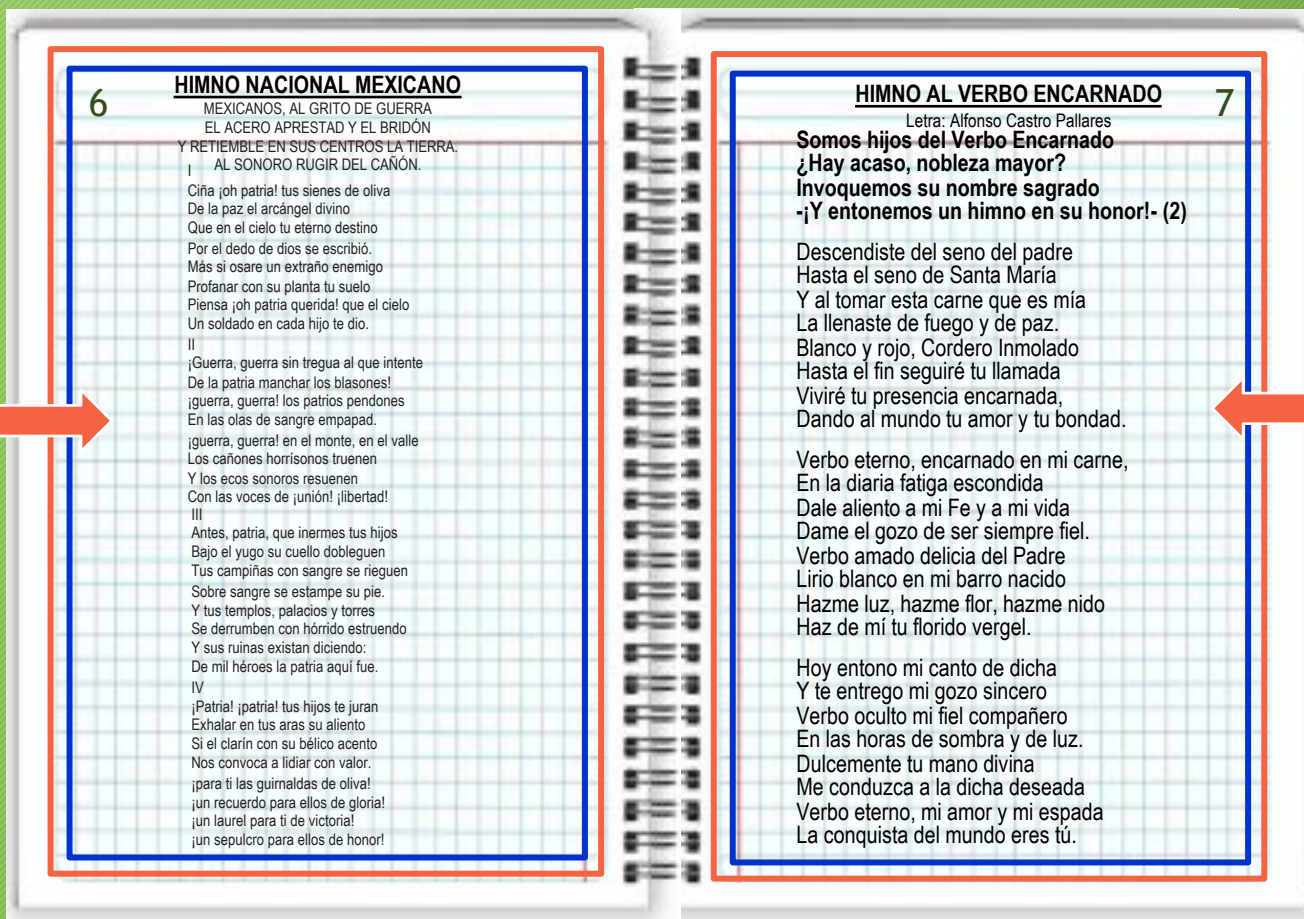 6
HIMNO NACIONAL MEXICANO
MEXICANOS, AL GRITO DE GUERRA
EL ACERO APRESTAD Y EL BRIDÓN
Y RETIEMBLE EN SUS CENTROS LA TIERRA.
AL SONORO RUGIR DEL CAÑÓN.
I
Ciña ¡oh patria! tus sienes de oliva
De la paz el arcángel divino
Que en el cielo tu eterno destino
Por el dedo de dios se escribió.
Más si osare un extraño enemigo
Profanar con su planta tu suelo
Piensa ¡oh patria querida! que el cielo
Un soldado en cada hijo te dio.
II
¡Guerra, guerra sin tregua al que intente
De la patria manchar los blasones!
¡guerra, guerra! los patrios pendones
En las olas de sangre empapad.
¡guerra, guerra! en el monte, en el valle
Los cañones horrísonos truenen
Y los ecos sonoros resuenen
Con las voces de ¡unión! ¡libertad!
III
Antes, patria, que inermes tus hijos
Bajo el yugo su cuello dobleguen
Tus campiñas con sangre se rieguen
Sobre sangre se estampe su pie.
Y tus templos, palacios y torres
Se derrumben con hórrido estruendo
Y sus ruinas existan diciendo:
De mil héroes la patria aquí fue.
IV
¡Patria! ¡patria! tus hijos te juran
Exhalar en tus aras su aliento
Si el clarín con su bélico acento
Nos convoca a lidiar con valor.
¡para ti las guirnaldas de oliva!
¡un recuerdo para ellos de gloria!
¡un laurel para ti de victoria!
¡un sepulcro para ellos de honor!
7
HIMNO AL VERBO ENCARNADO
Letra: Alfonso Castro Pallares
Somos hijos del Verbo Encarnado
¿Hay acaso, nobleza mayor?
Invoquemos su nombre sagrado
-¡Y entonemos un himno en su honor!- (2)
Descendiste del seno del padre
Hasta el seno de Santa María
Y al tomar esta carne que es mía
La llenaste de fuego y de paz.
Blanco y rojo, Cordero Inmolado
Hasta el fin seguiré tu llamada
Viviré tu presencia encarnada,
Dando al mundo tu amor y tu bondad.
Verbo eterno, encarnado en mi carne,
En la diaria fatiga escondida
Dale aliento a mi Fe y a mi vida
Dame el gozo de ser siempre fiel.
Verbo amado delicia del Padre
Lirio blanco en mi barro nacido
Hazme luz, hazme flor, hazme nido
Haz de mí tu florido vergel.
Hoy entono mi canto de dicha
Y te entrego mi gozo sincero
Verbo oculto mi fiel compañero
En las horas de sombra y de luz.
Dulcemente tu mano divina
Me conduzca a la dicha deseada
Verbo eterno, mi amor y mi espada
La conquista del mundo eres tú.